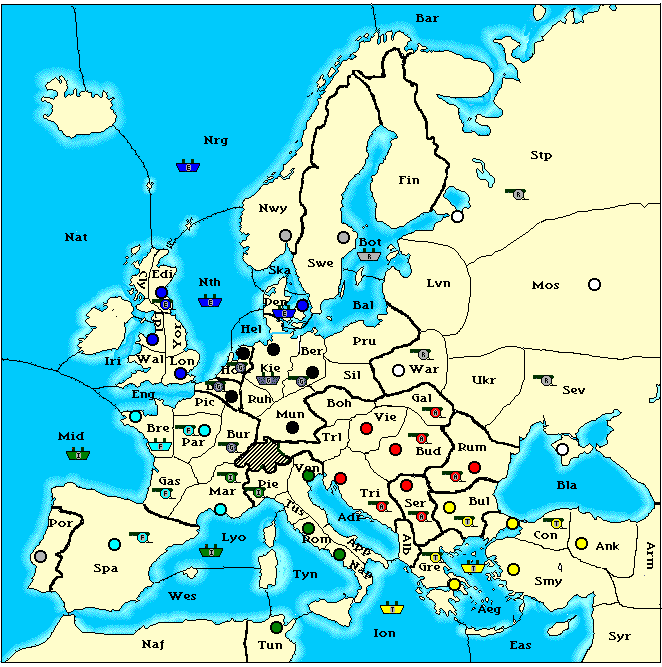 Bar
Nrg
Stp
Fin
Nwy
Nat
Bot
Swe
Ska
Edi
Cly
Nth
Lvn
Mos
Den
Bal
Lpl
Yor
Hel
Pru
Iri
Wal
Lon
Ho
Kie
Ber
War
Sil
Ukr
Sev
Eng
Pic
Ruh
Boh
Gal
Mun
Vie
Mid
Bre
Par
Bur
Trl
Bud
Rum
Gas
Mar
Pie
Ven
Tri
Ser
Bul
Bla
Por
Lyo
Tus
Adr
Rom
App
Alb
Con
Ank
Arm
Spa
Nap
Gre
Smy
Tyn
Wes
Ion
Aeg
Naf
Tun
Eas
Syr